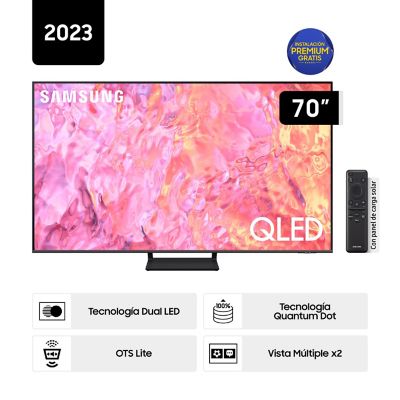 2023
INSTALACIÓN
PREMIUM
GRATIS
SAMSUNG
70"
QLED
Con panel de carga solar
SAMSUNG
Tecnología Dual LED
100%
Tecnología
Quantum Dot
OTS Lite
Vista Múltiple x2